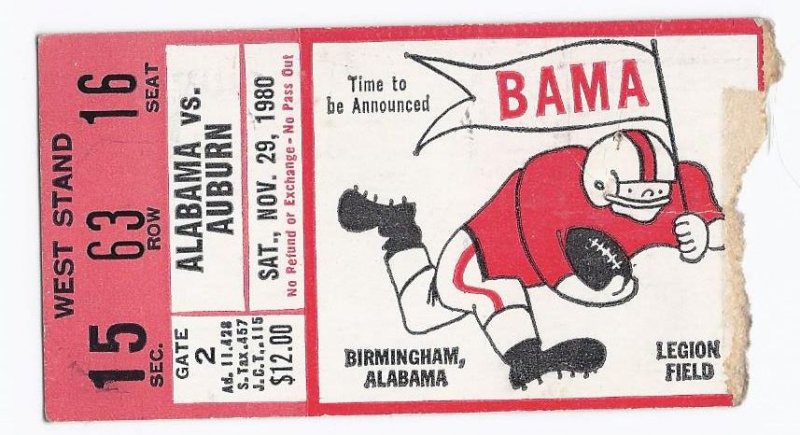 WEST STAND
15 63 16
SEC. ROW SEAT
ALABAMA vs.
AUBURN
SAT., NOV. 29, 1980
No Refund or Exchange - No Pass Out
GATE
2
Ad. 11.428
S. Tax .457
J. C. T., .115
$12.00
Time to
be Announced
BAMA
BIRMINGHAM,
ALABAMA
LEGION
FIELD